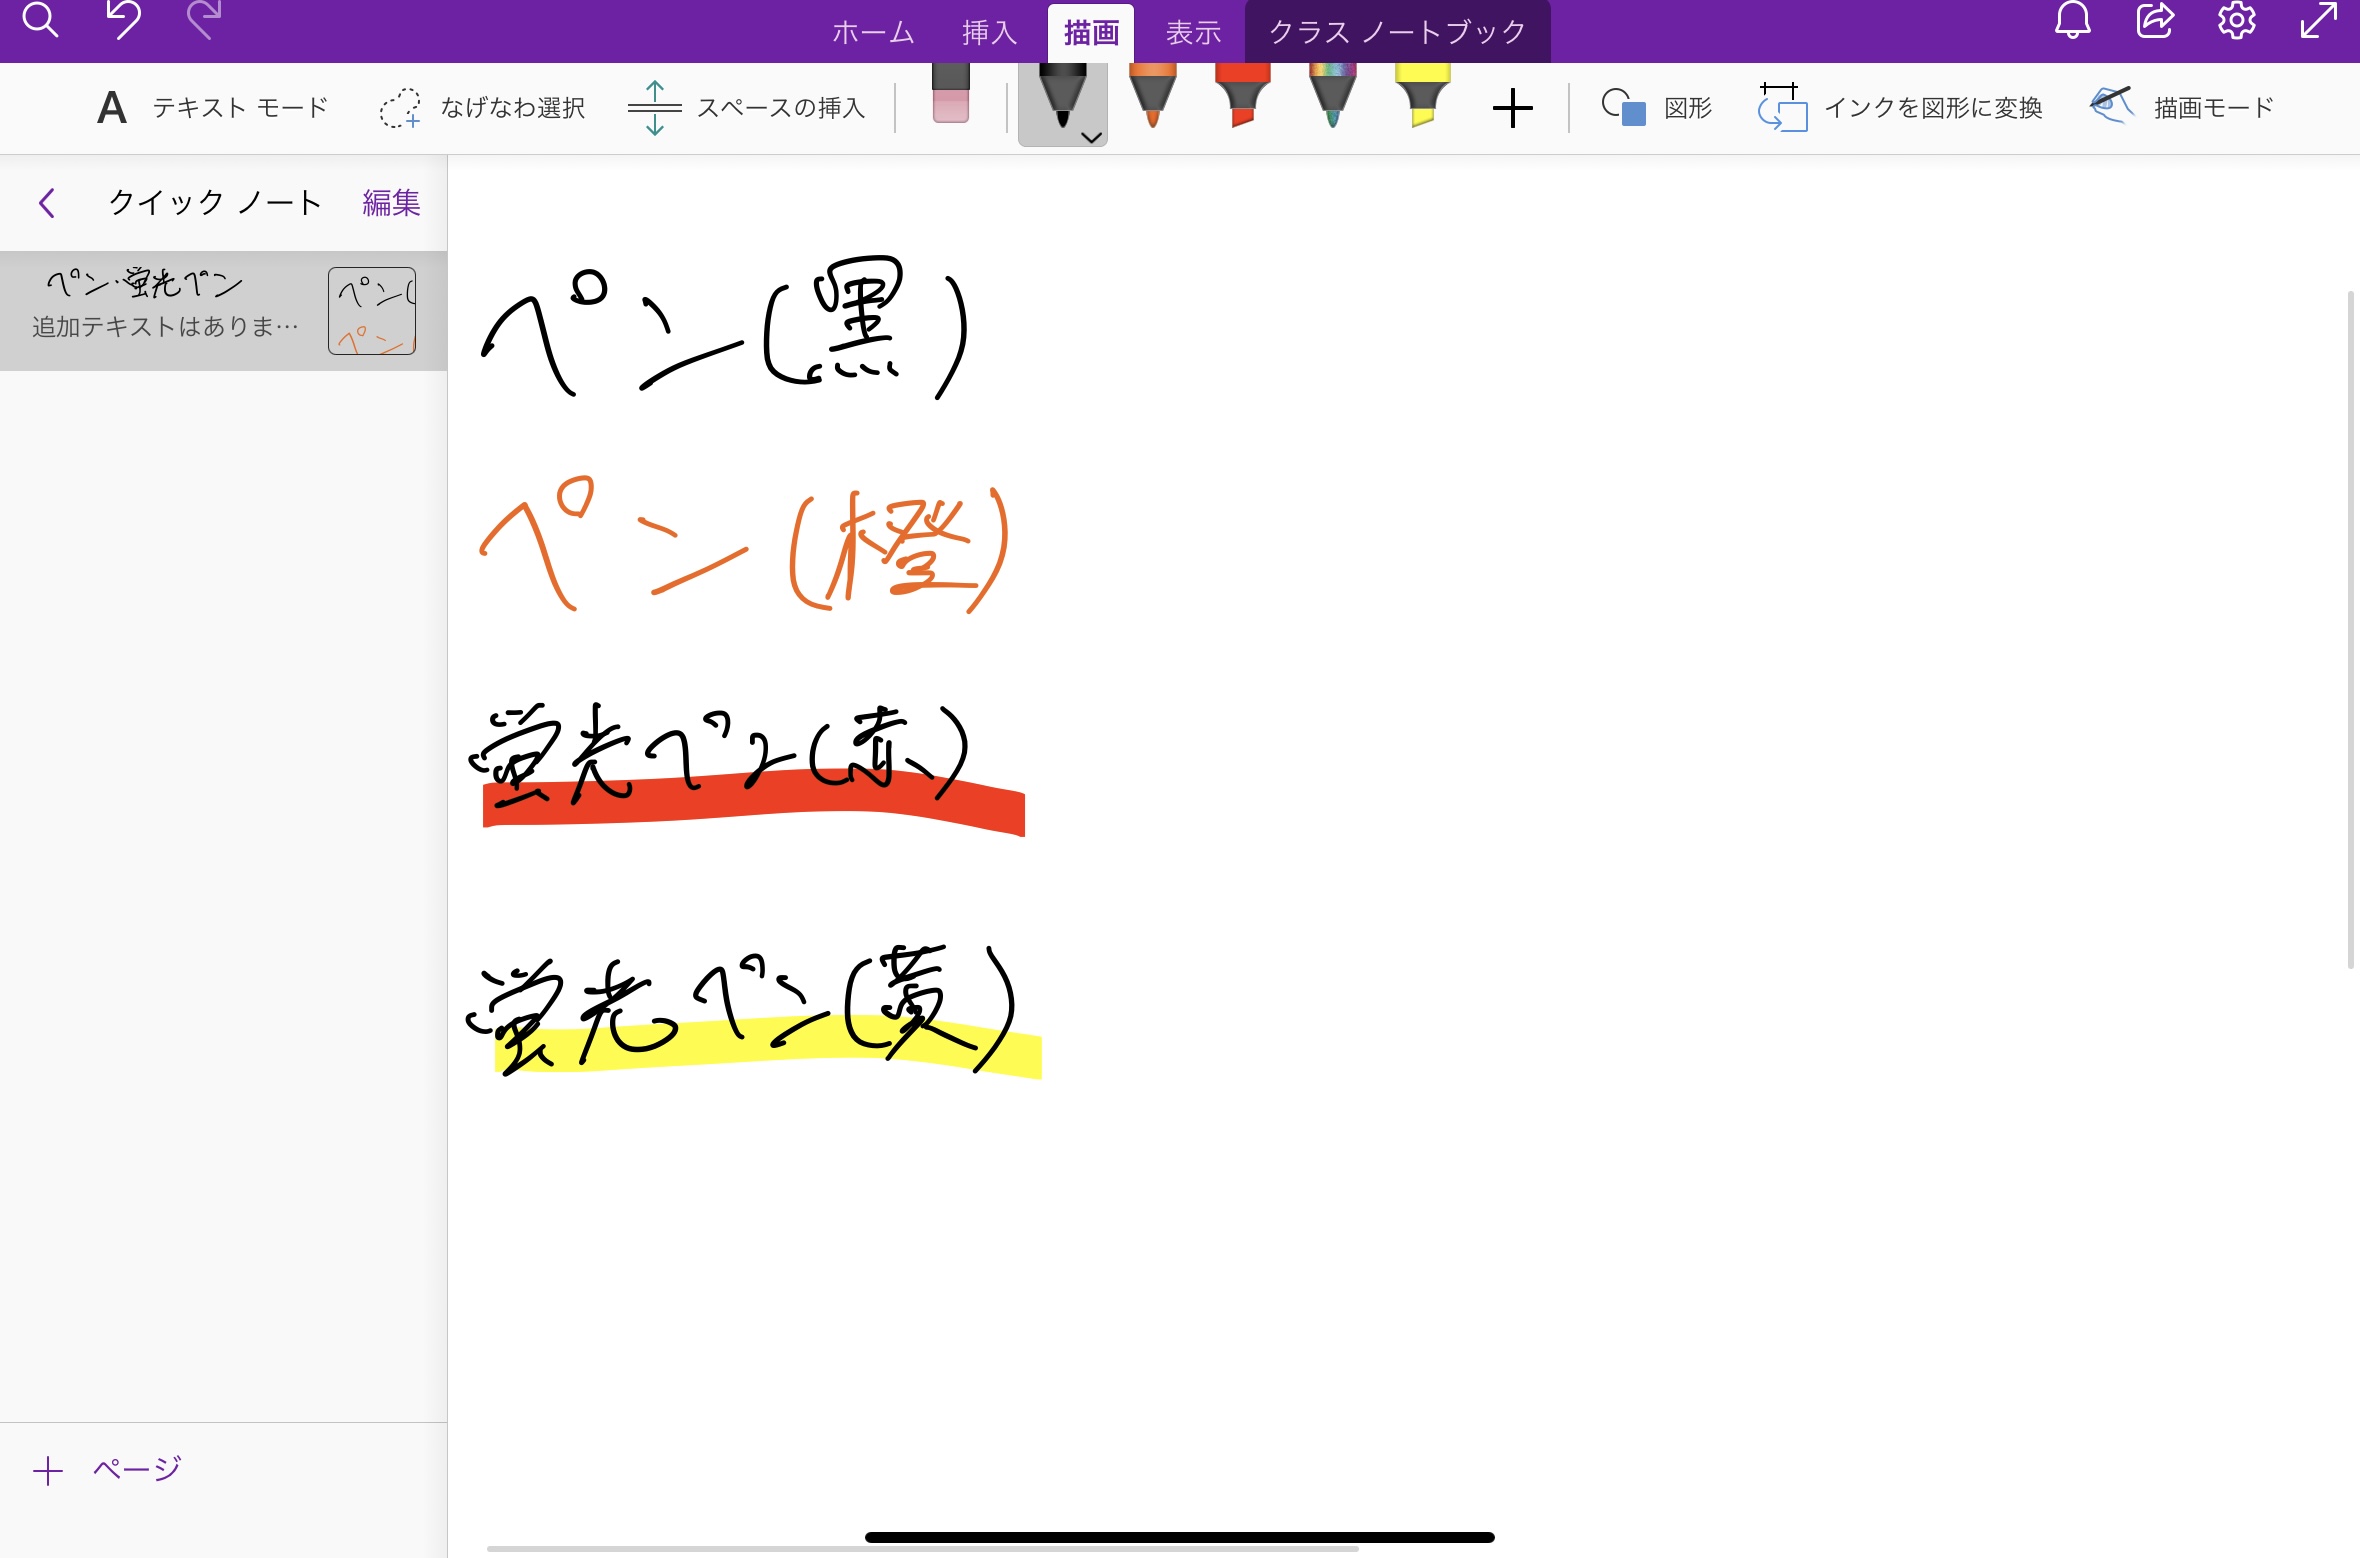 ホーム 挿入 描画 表示 クラス ノートブック
A テキスト モード なげなわ選択 スペースの挿入 図形 インクを図形に変換 描画モード
クイック ノート 編集
ペン・蛍光ペン
追加テキストはありま…
ペン(
ペン(
ペン(黒)
ペン(橙)
蛍光ペン(赤)
蛍光ペン(黄)
ページ